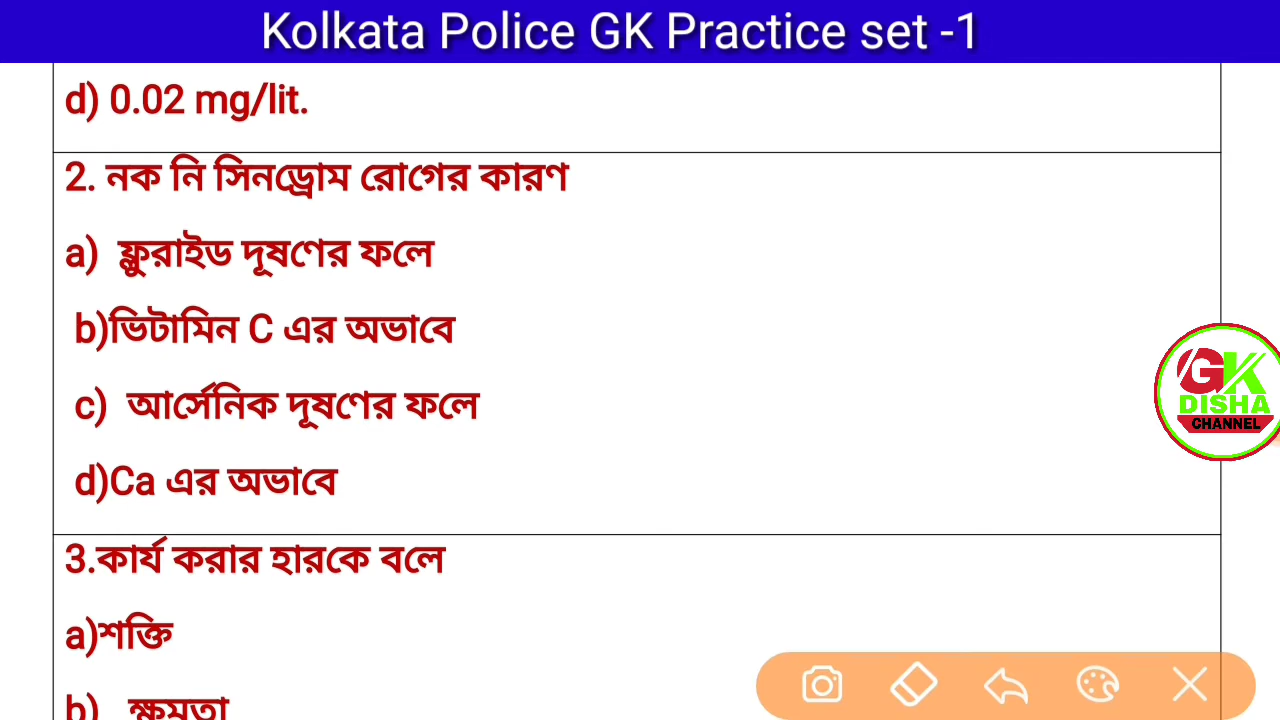 Kolkata Police GK Practice set -1
d) 0.02 mg/lit.
2. নক নি সিনড্রোম রোগের কারণ
a) ফ্লুরাইড দূষণের ফলে
b)ভিটামিন C এর অভাবে
c) আর্সেনিক দূষণের ফলে
d)Ca এর অভাবে
3.কার্য করার হারকে বলে
a)শক্তি
b) ক্ষমতা
GK
DISHA
CHANNEL